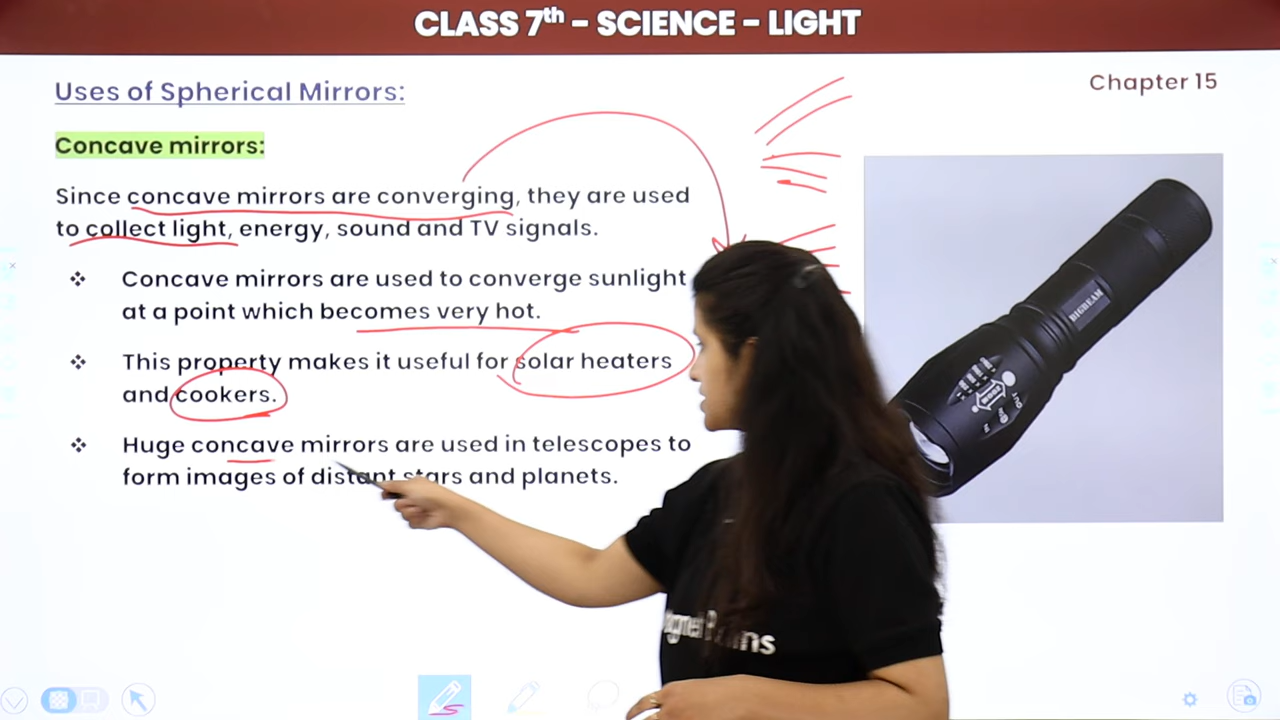 CLASS 7th - SCIENCE - LIGHT
Uses of Spherical Mirrors:
Chapter 15
Concave mirrors:
Since concave mirrors are converging, they are used
to collect light, energy, sound and TV signals.
❖ Concave mirrors are used to converge sunlight
at a point which becomes very hot.
❖ This property makes it useful for solar heaters
and cookers.
❖ Huge concave mirrors are used in telescopes to
form images of distant stars and planets.
BIGBEAM
ZOOM
OUT